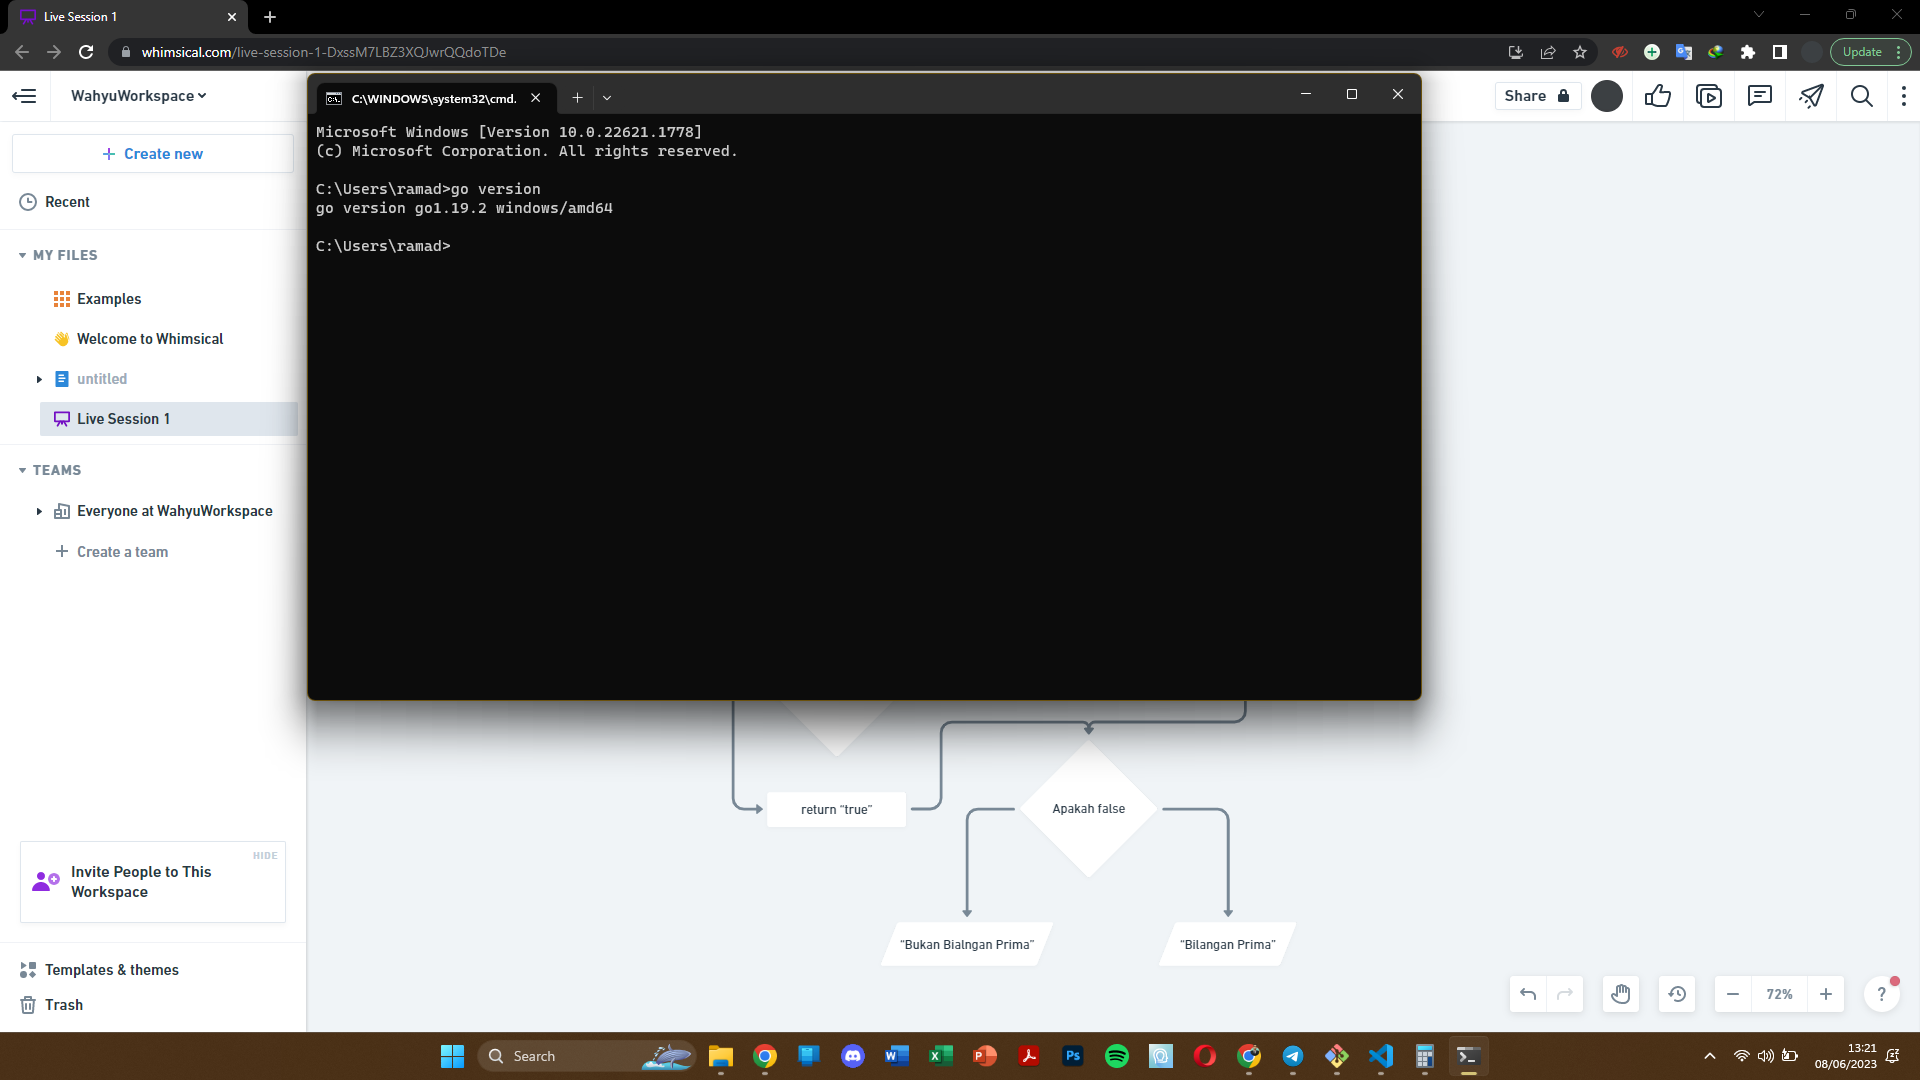 Live Session 1
whimsical.com/live-session-1-DxssM7LBZ3XQJwrQQdoTDe
Update
WahyuWorkspace
Share
Create new
Recent
MY FILES
Examples
Welcome to Whimsical
untitled
Live Session 1
TEAMS
Everyone at WahyuWorkspace
Create a team
HIDE
Invite People to This
Workspace
Templates & themes
Trash
C:\WINDOWS\system32\cmd.
Microsoft Windows [Version 10.0.22621.1778]
(c) Microsoft Corporation. All rights reserved.
C:\Users\ramad>go version
go version go1.19.2 windows/amd64
C:\Users\ramad>
return “true”
Apakah false
“Bukan Bialngan Prima”
“Bilangan Prima”
72%
?
Search
13:21
08/06/2023